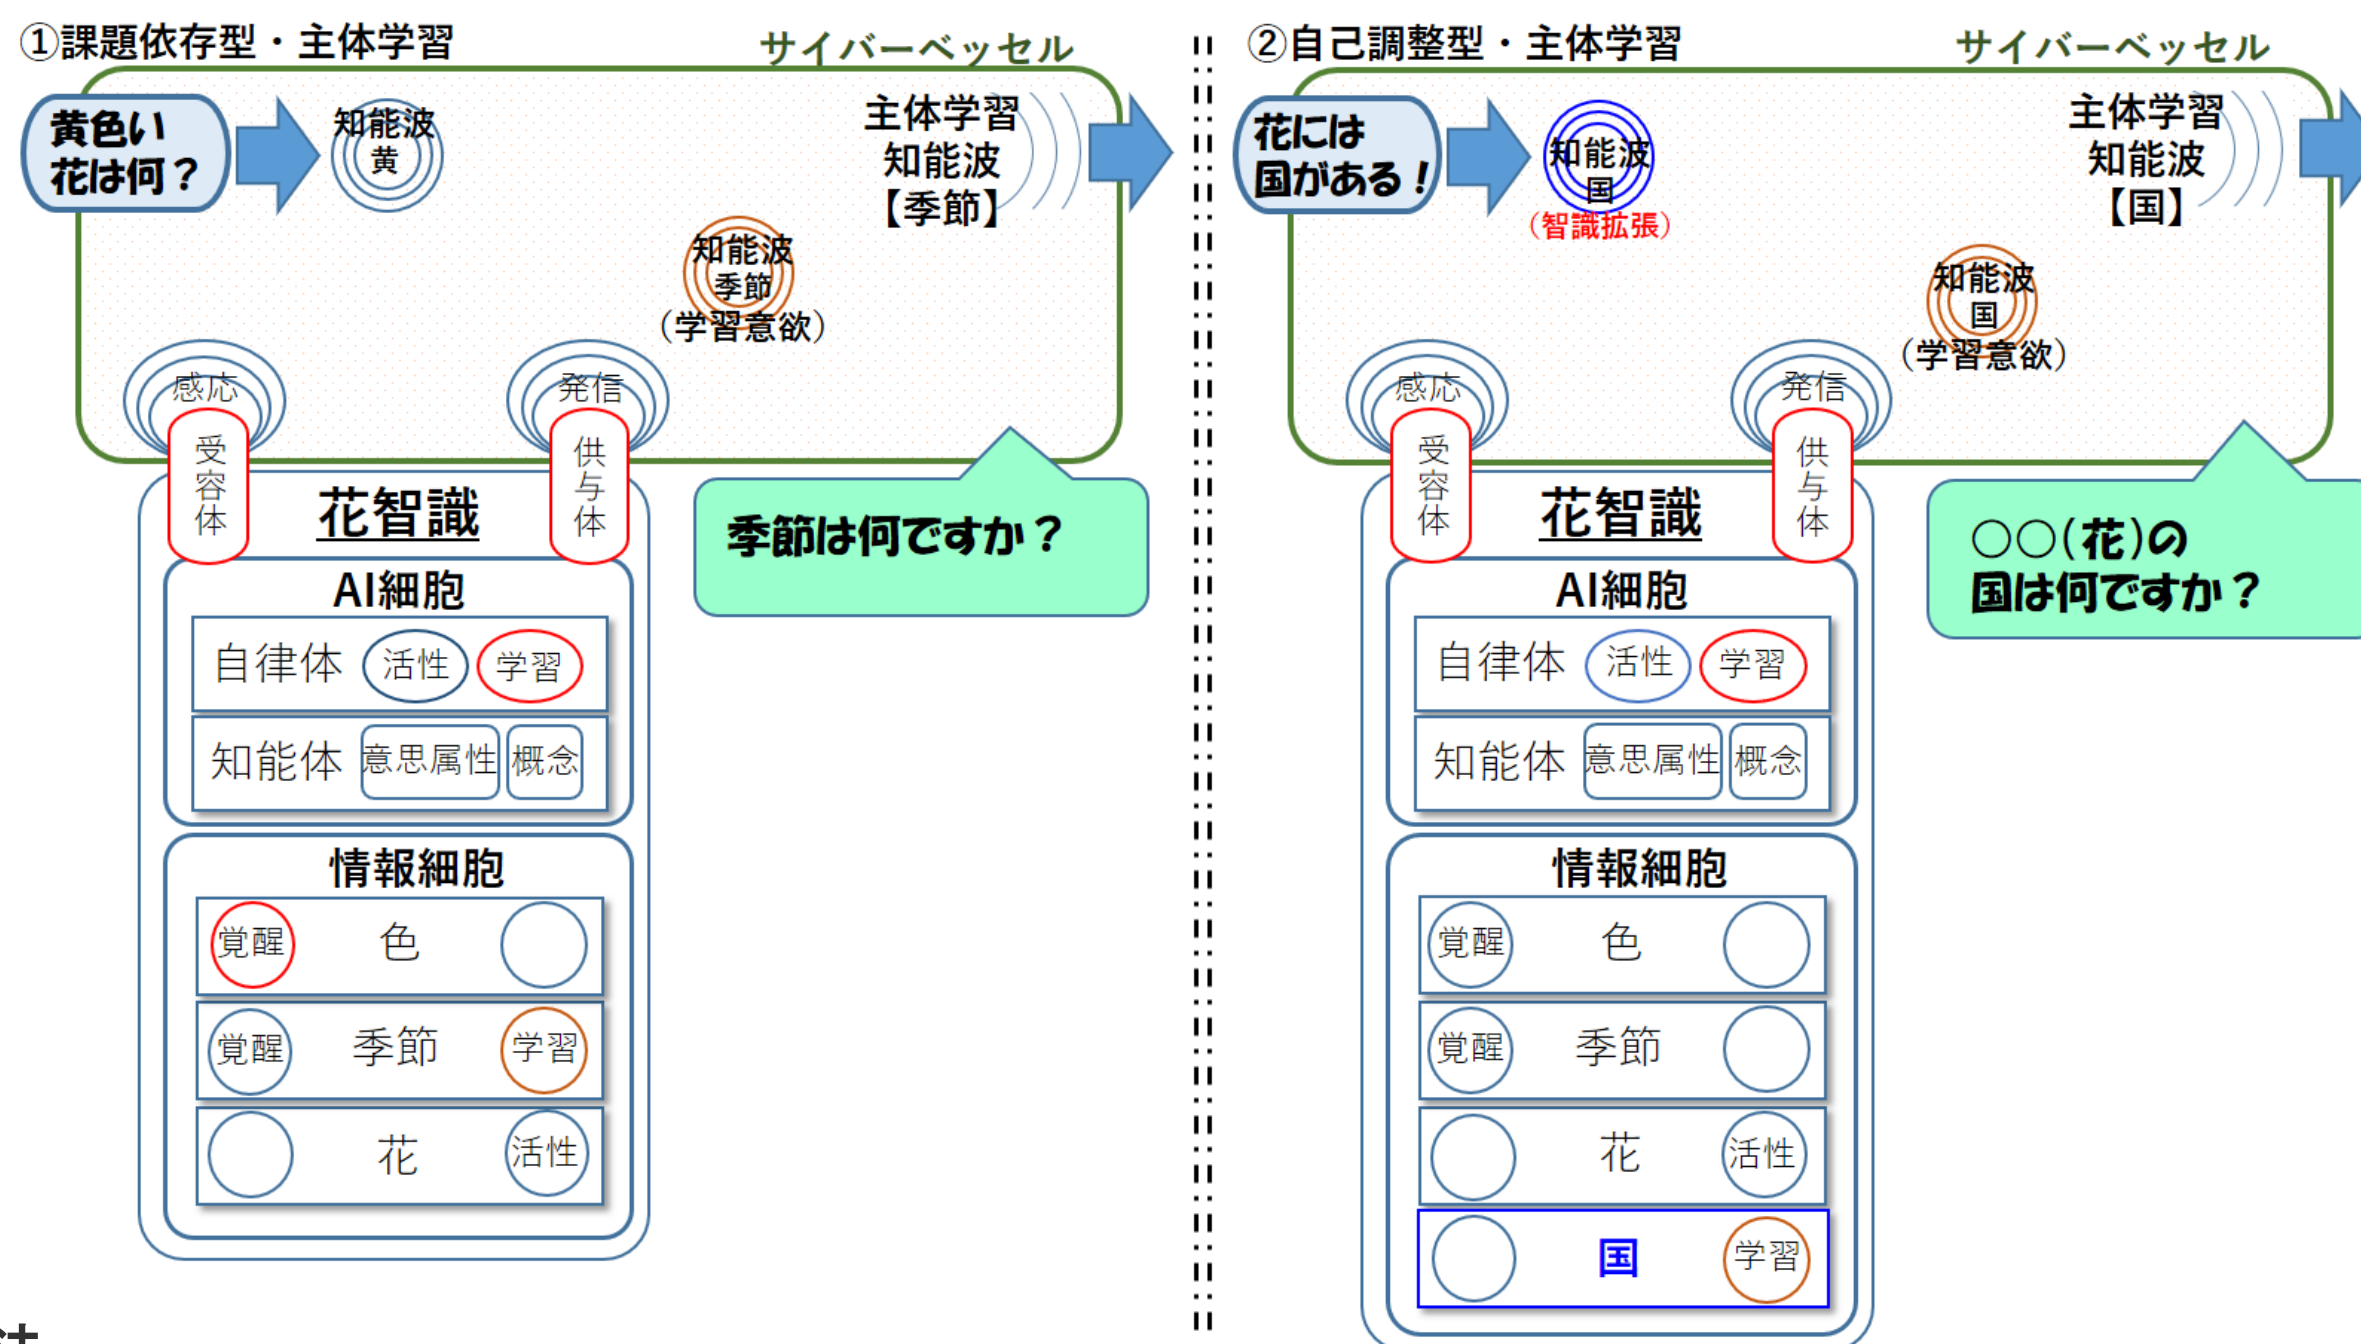 ①課題依存型・主体学習
サイバーベッセル
黄色い
花は何？
知能波
黄
主体学習
知能波
【季節】
知能波
季節
（学習意欲）
感応
発信
受容体
供与体
花智識
季節は何ですか？
AI細胞
自律体 活性 学習
知能体 意思属性 概念
情報細胞
覚醒 色
覚醒 季節 学習
花 活性
②自己調整型・主体学習
サイバーベッセル
花には
国がある！
知能波
国
（智識拡張）
主体学習
知能波
【国】
知能波
国
（学習意欲）
感応
発信
受容体
供与体
花智識
○○(花)の
国は何ですか？
AI細胞
自律体 活性 学習
知能体 意思属性 概念
情報細胞
覚醒 色
覚醒 季節
花 活性
国 学習